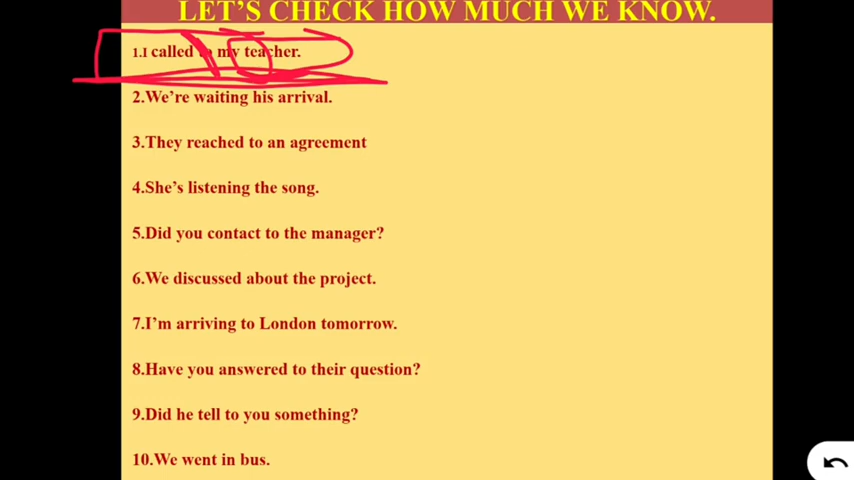 LET'S CHECK HOW MUCH WE KNOW.
1.I called to my teacher.
2.We're waiting his arrival.
3.They reached to an agreement
4.She's listening the song.
5.Did you contact to the manager?
6.We discussed about the project.
7.I'm arriving to London tomorrow.
8.Have you answered to their question?
9.Did he tell to you something?
10.We went in bus.